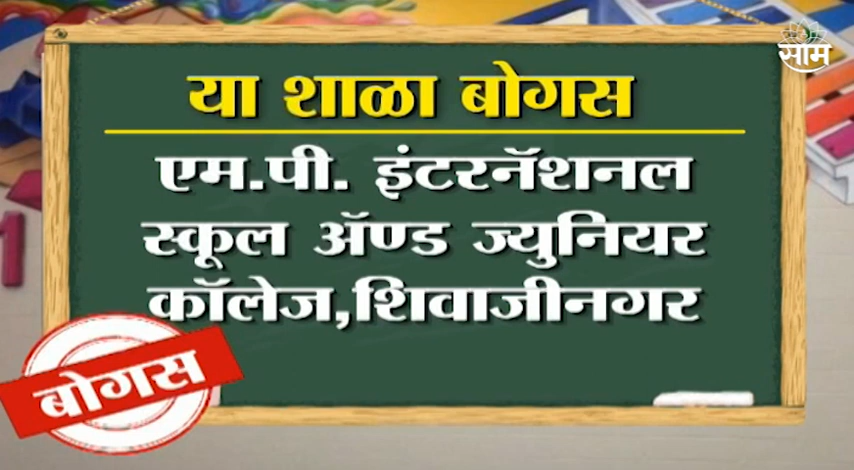 साम
या शाळा बोगस
एम.पी. इंटरनॅशनल
स्कूल ॲण्ड ज्युनियर
कॉलेज,शिवाजीनगर
बोगस